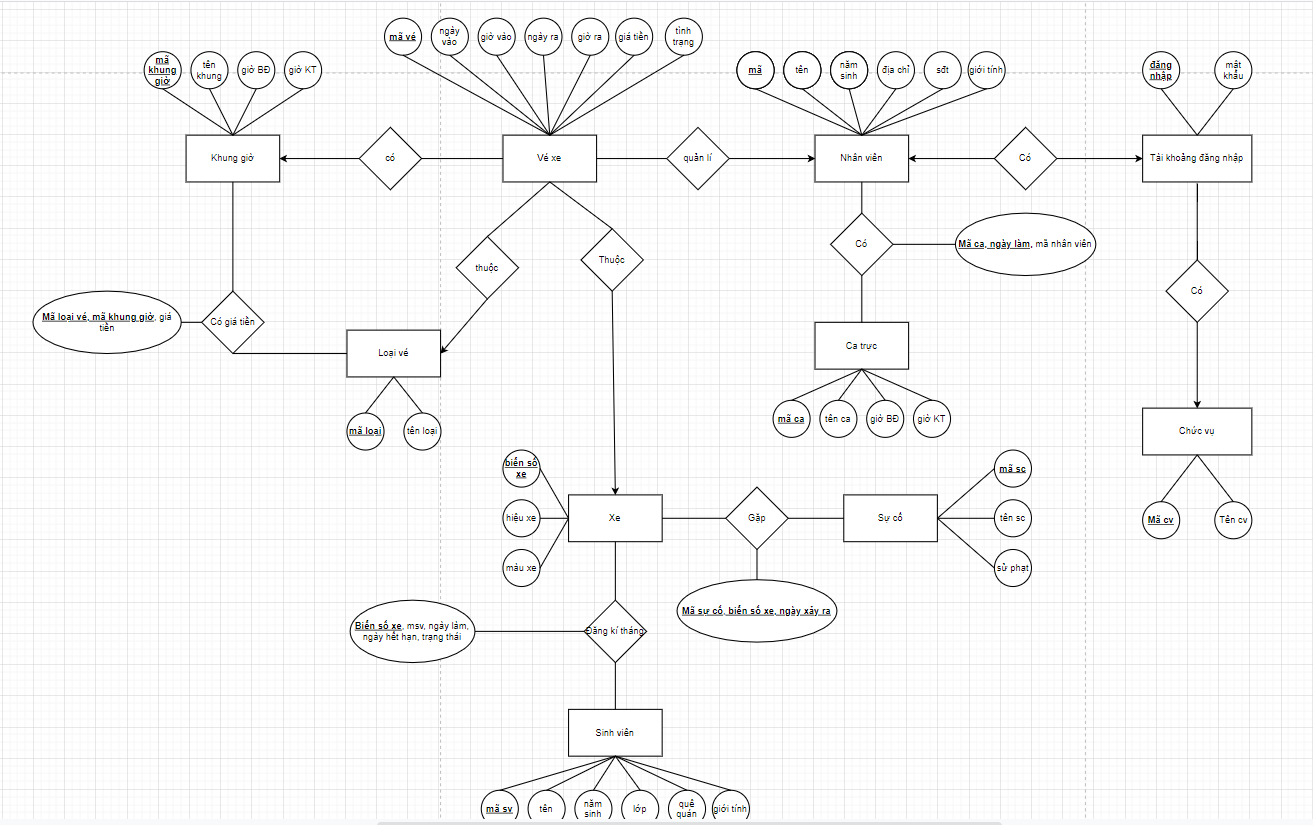 mã vé
ngày
vào
giờ vào
ngày ra
giờ ra
giá tiền
tình
trạng
mã
khung
giờ
tên
khung
giờ BĐ
giờ KT
mã
tên
năm
sinh
địa chỉ
sđt
giới tính
đăng
nhập
mật
khẩu
Khung giờ
có
Vé xe
quản lí
Nhân viên
Có
Tài khoảng đăng nhập
Có
Mã ca, ngày làm, mã nhân viên
thuộc
Thuộc
Có
Mã loại vé, mã khung giờ, giá
tiền
Có giá tiền
Loại vé
Ca trực
mã loại
tên loại
mã ca
tên ca
giờ BĐ
giờ KT
Chức vụ
Mã cv
Tên cv
biển số
xe
hiệu xe
màu xe
Xe
Gặp
Sự cố
mã sc
tên sc
sử phạt
Mã sự cố, biển số xe, ngày xảy ra
Biển số xe, msv, ngày làm,
ngày hết hạn, trạng thái
Đăng kí tháng
Sinh viên
mã sv
tên
năm
sinh
lớp
quê
quán
giới tính